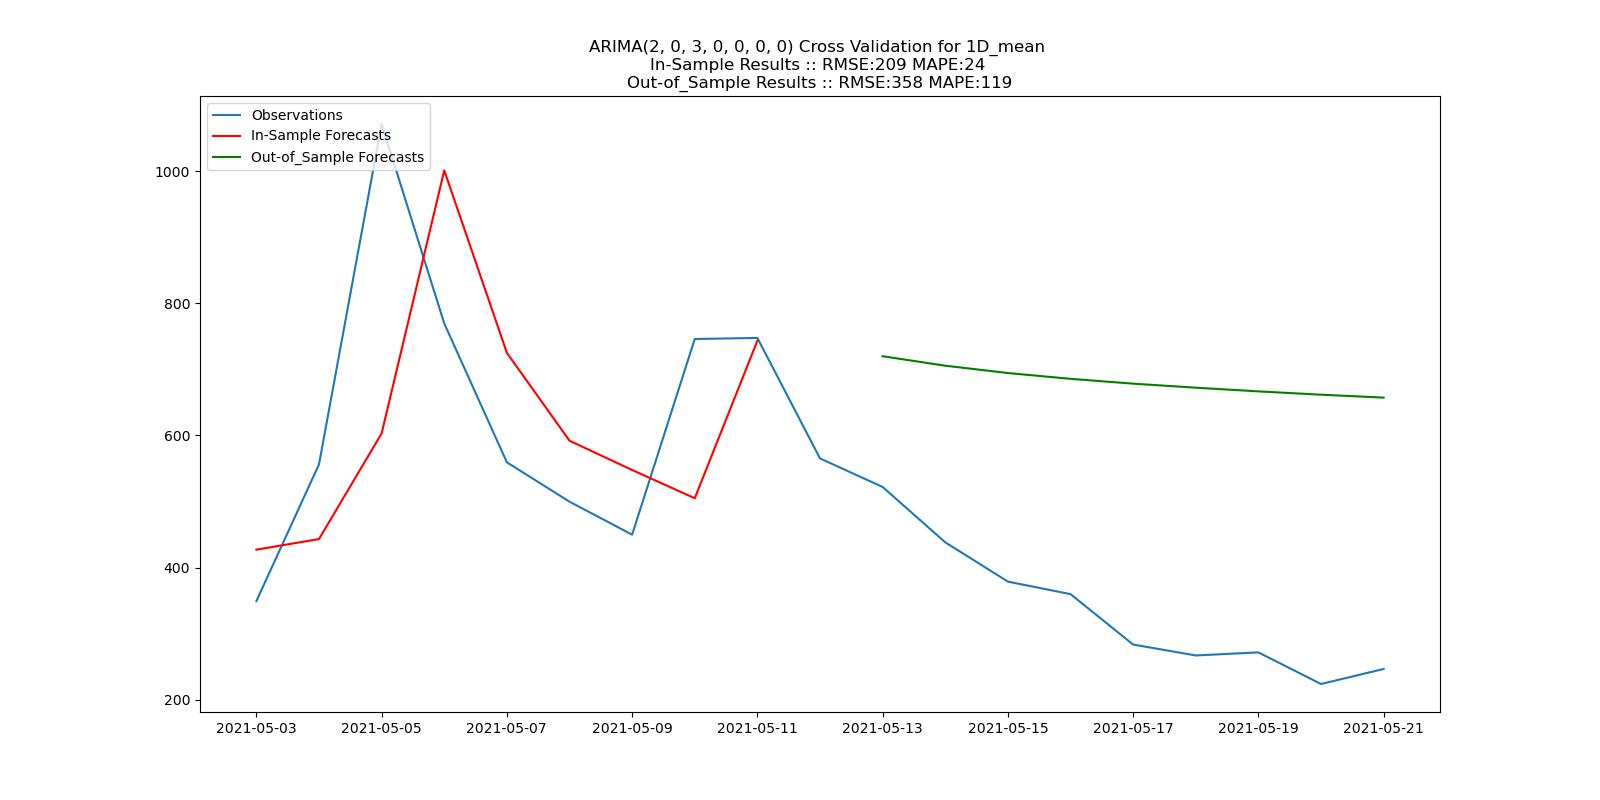 ARIMA(2, 0, 3, 0, 0, 0, 0) Cross Validation for 1D_mean
In-Sample Results :: RMSE:209 MAPE:24
Out-of_Sample Results :: RMSE:358 MAPE:119
Observations
In-Sample Forecasts
Out-of_Sample Forecasts
1000
800
600
400
200
2021-05-03 2021-05-05 2021-05-07 2021-05-09 2021-05-11 2021-05-13 2021-05-15 2021-05-17 2021-05-19 2021-05-21